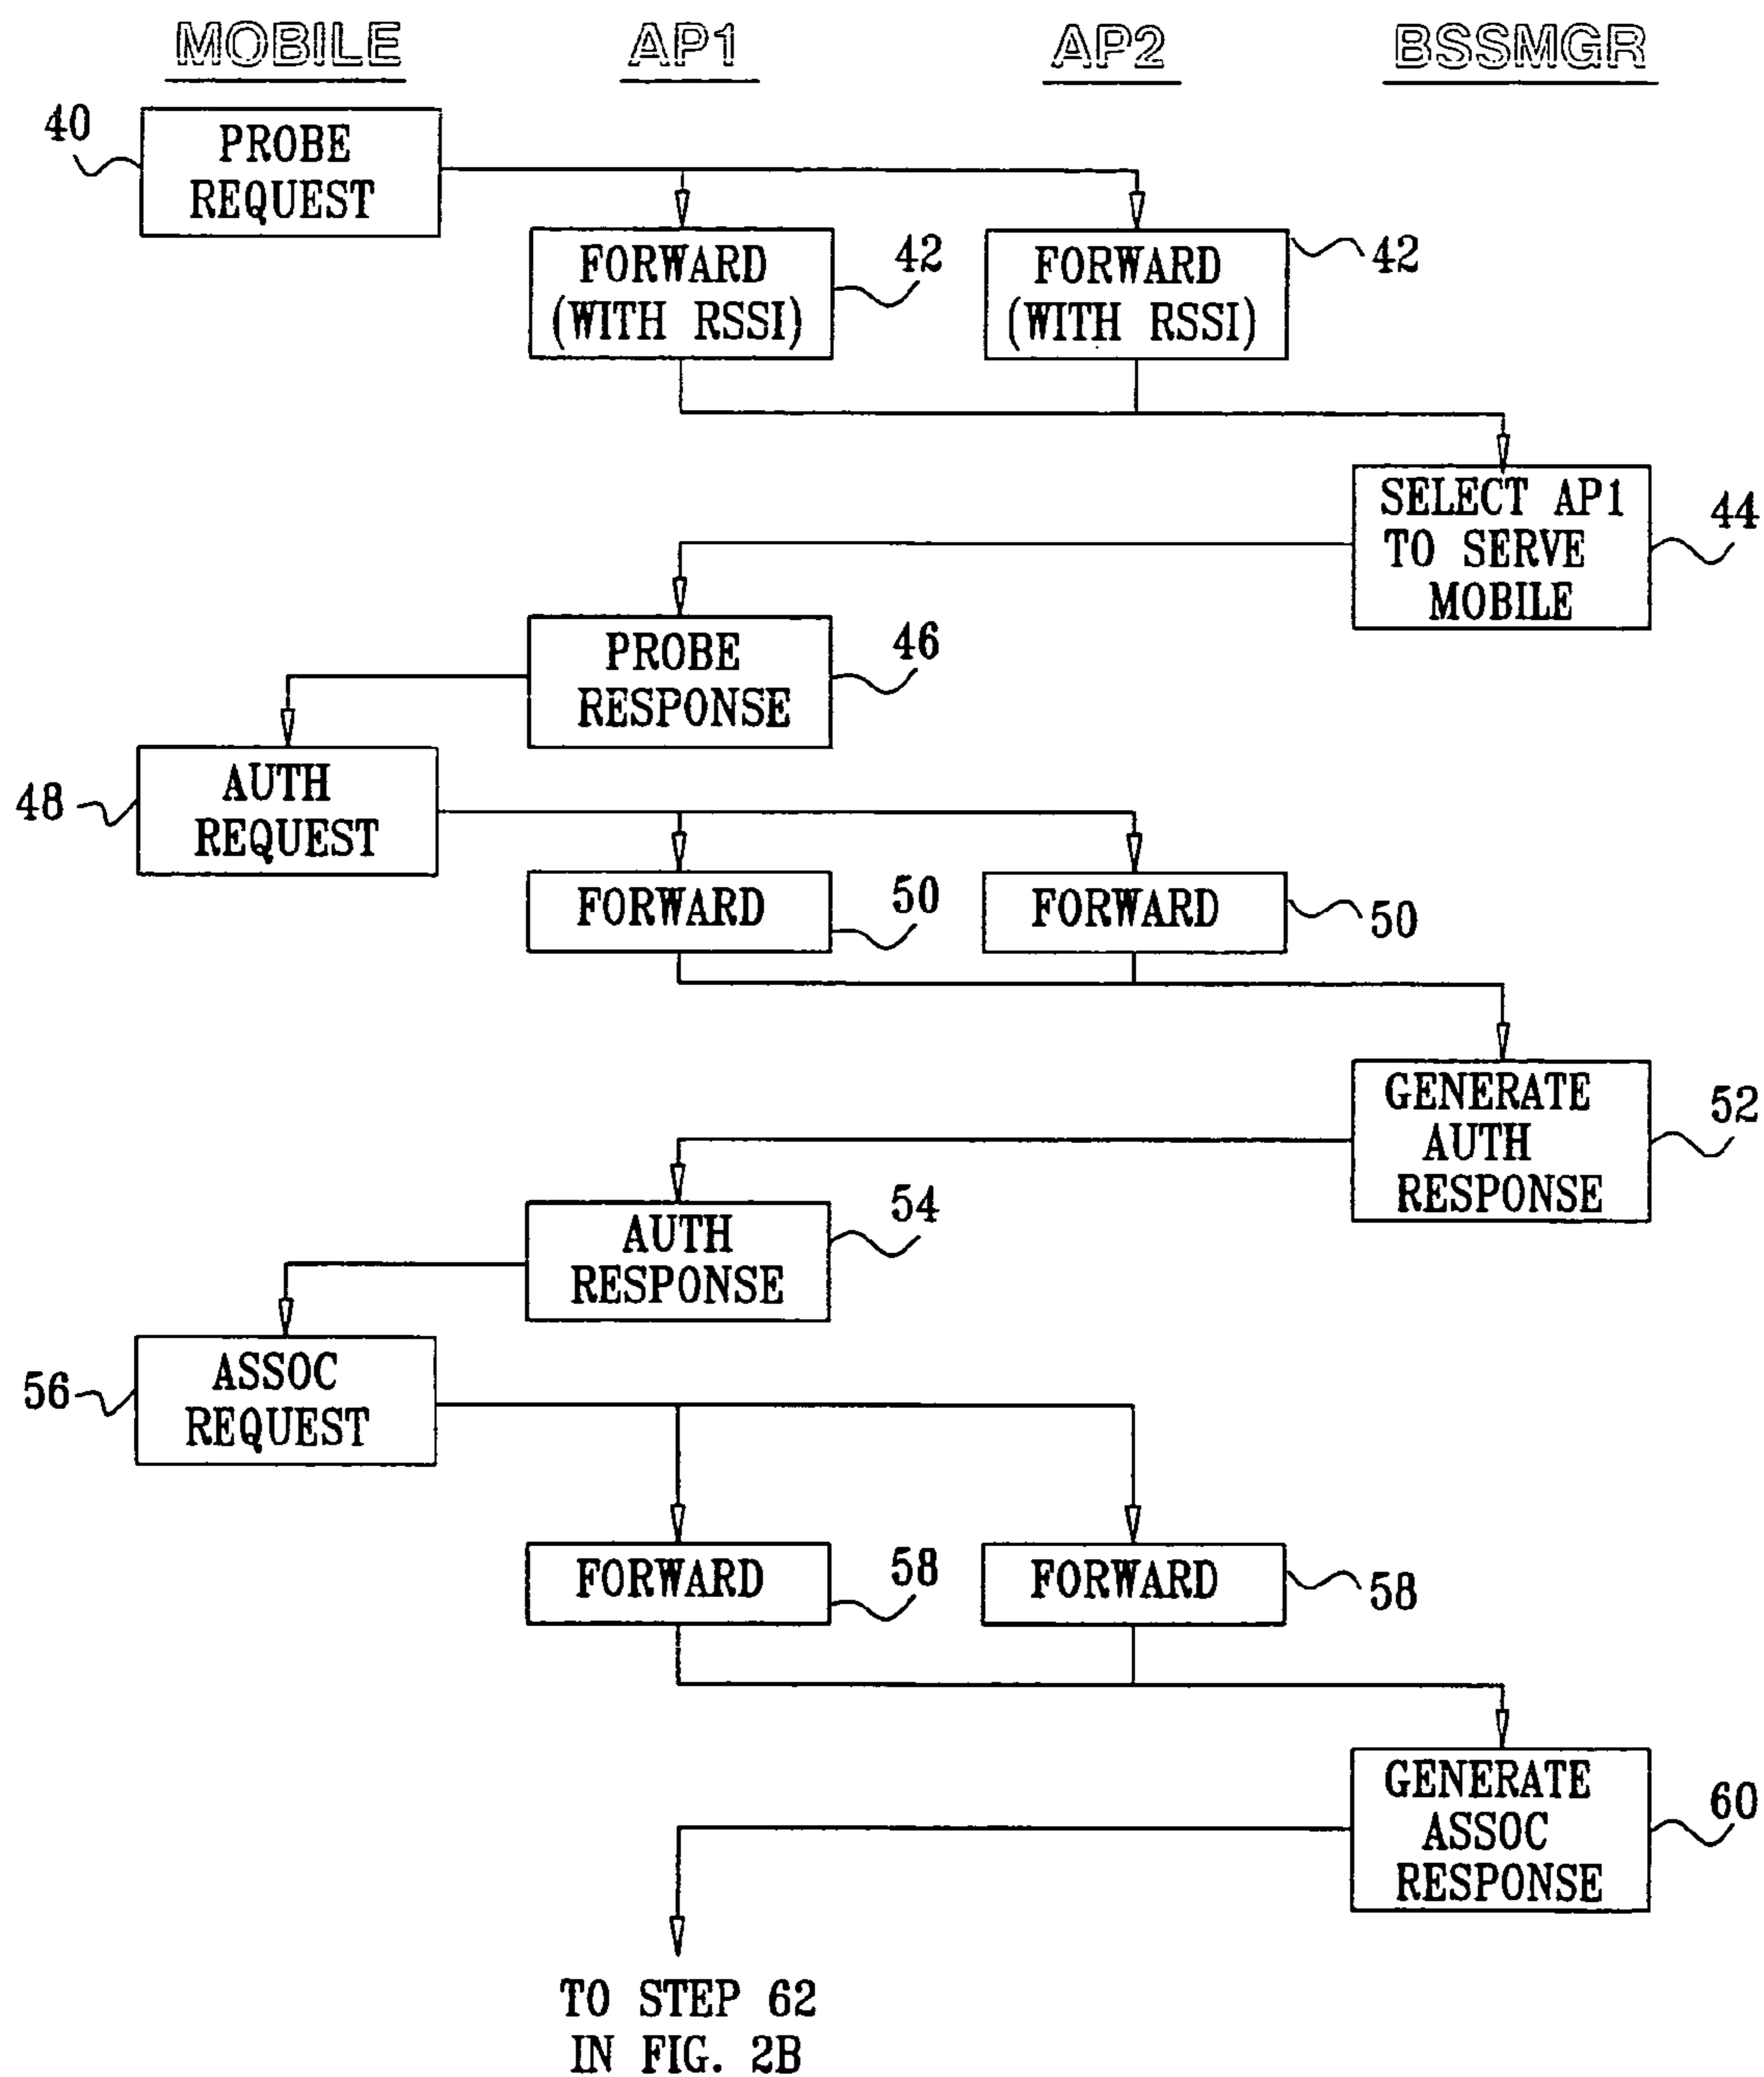 MOBILE AP1 AP2 BSSMGR
40
PROBE
REQUEST
FORWARD
(WITH RSSI)
42
FORWARD
(WITH RSSI)
42
SELECT AP1
TO SERVE
MOBILE
44
PROBE
RESPONSE
46
48
AUTH
REQUEST
FORWARD
50
FORWARD
50
GENERATE
AUTH
RESPONSE
52
AUTH
RESPONSE
54
56
ASSOC
REQUEST
FORWARD
58
FORWARD
58
GENERATE
ASSOC
RESPONSE
60
TO STEP 62
IN FIG. 2B